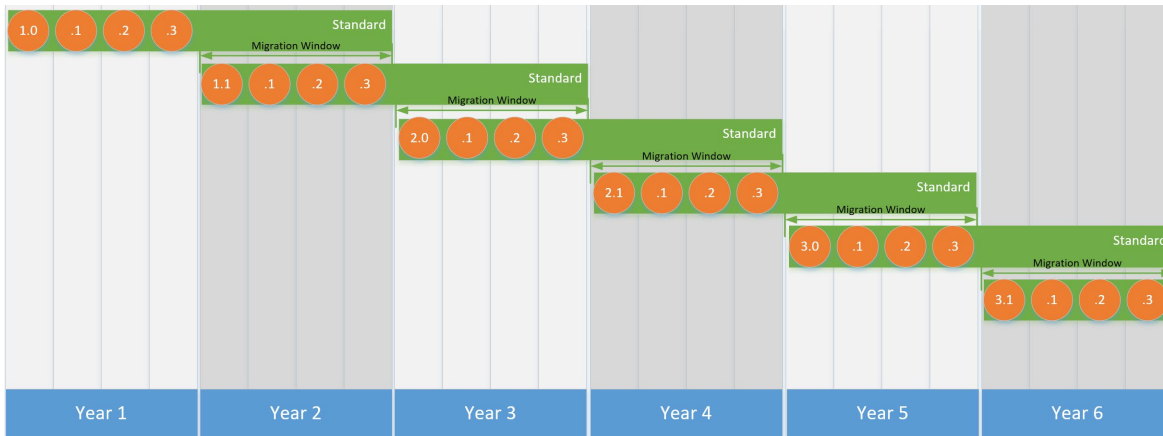 1.0 .1 .2 .3 Standard
Migration Window
1.1 .1 .2 .3 Standard
Migration Window
2.0 .1 .2 .3 Standard
Migration Window
2.1 .1 .2 .3 Standard
Migration Window
3.0 .1 .2 .3 Standard
Migration Window
3.1 .1 .2 .3
Year 1 Year 2 Year 3 Year 4 Year 5 Year 6